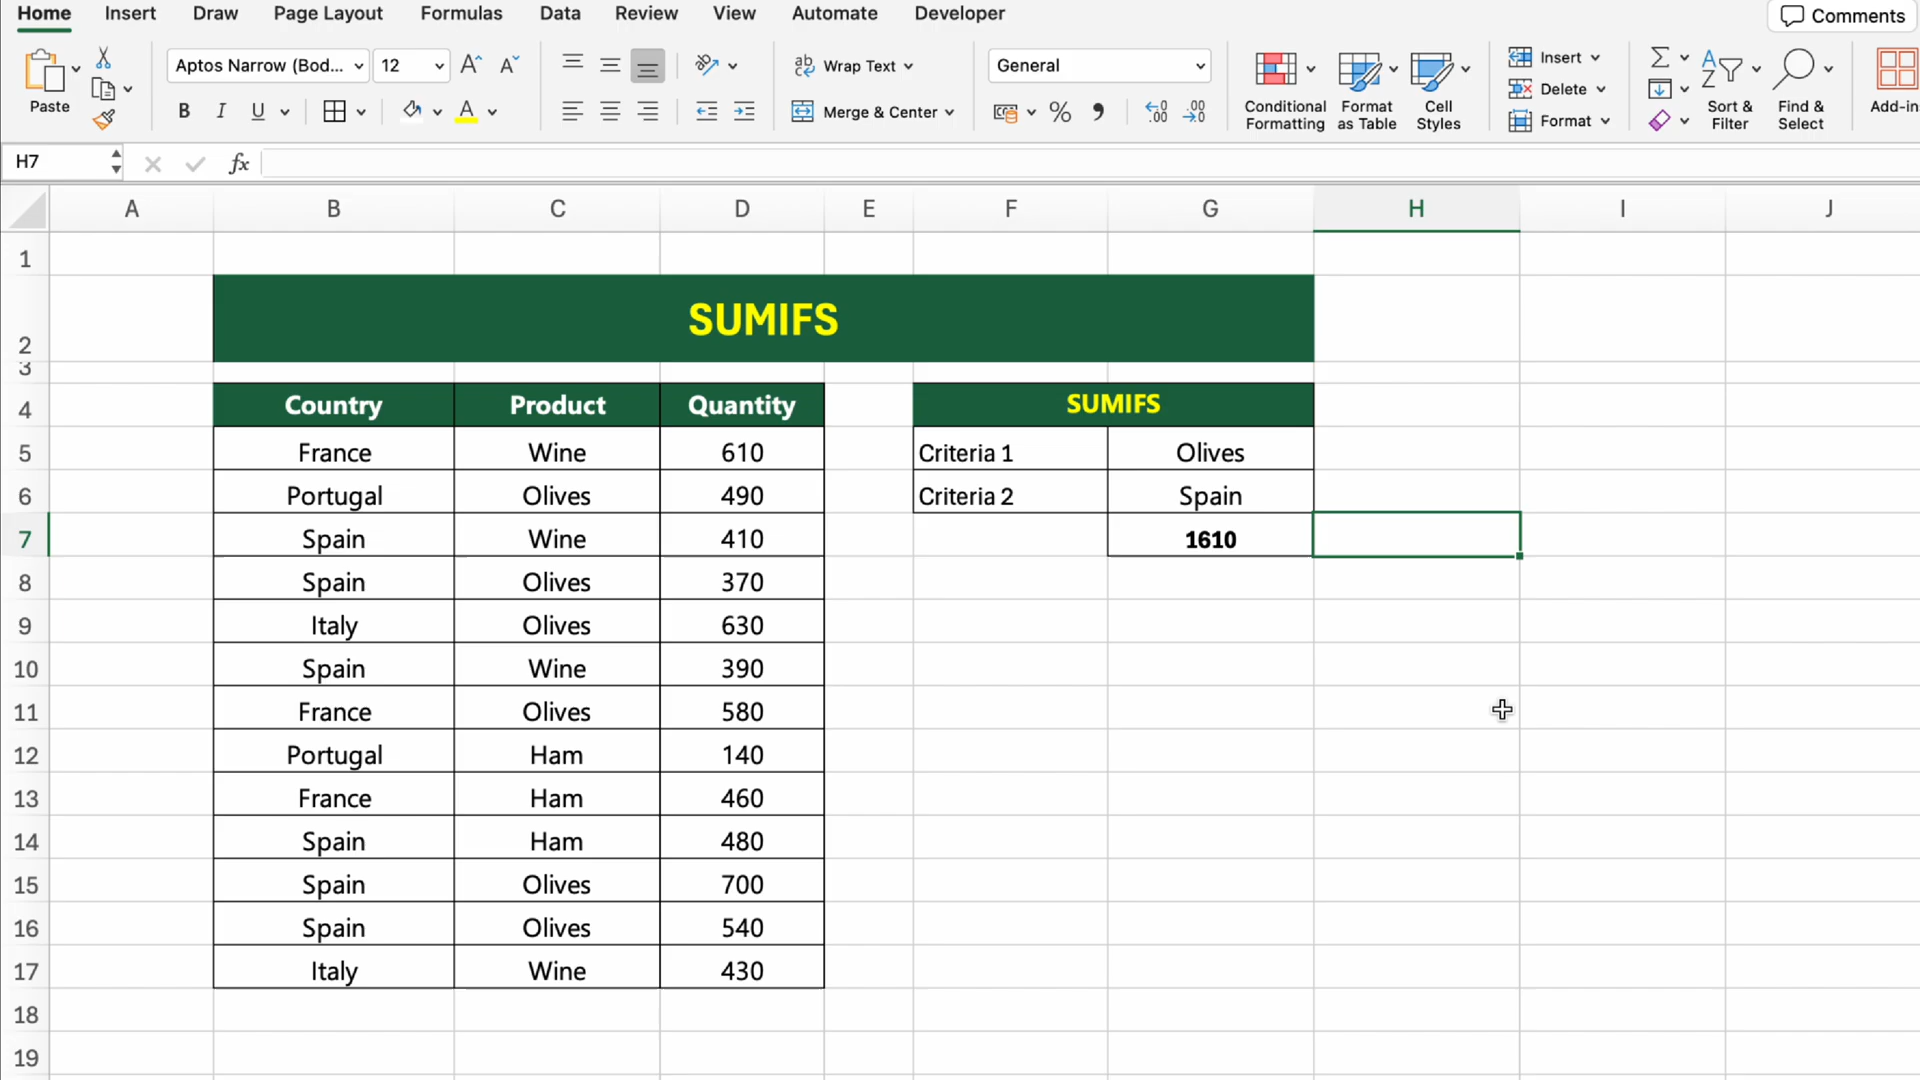 Home Insert Draw Page Layout Formulas Data Review View Automate Developer Comments
Paste
Aptos Narrow (Bod... 12 A^ A˅
B I U A
ab Wrap Text
Merge & Center
General
% 9 .00 .00
Conditional Formatting
Format as Table
Cell Styles
Insert
Delete
Format
Sort & Filter
Find & Select
Add-in
H7 fx
A B C D E F G H I J
1
2 SUMIFS
3
4 Country Product Quantity SUMIFS
5 France Wine 610 Criteria 1 Olives
6 Portugal Olives 490 Criteria 2 Spain
7 Spain Wine 410 1610
8 Spain Olives 370
9 Italy Olives 630
10 Spain Wine 390
11 France Olives 580
12 Portugal Ham 140
13 France Ham 460
14 Spain Ham 480
15 Spain Olives 700
16 Spain Olives 540
17 Italy Wine 430
18
19